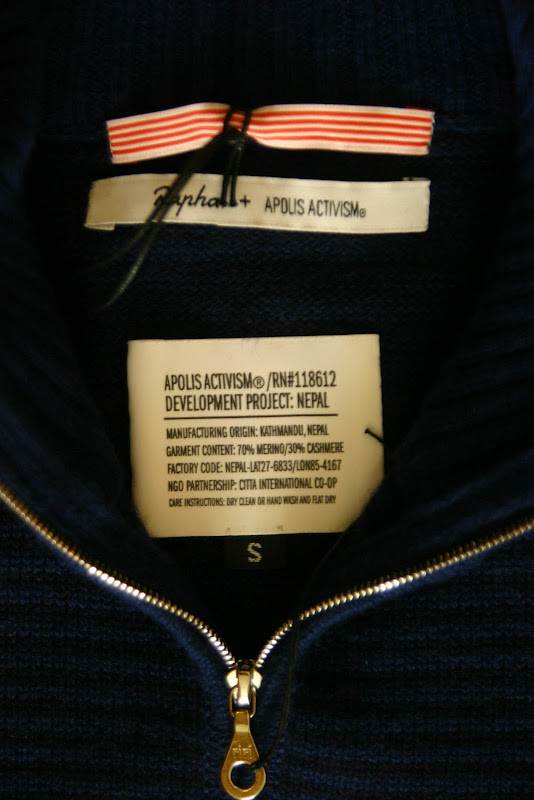 Rapha + APOLIS ACTIVISM®
APOLIS ACTIVISM®/RN#118612
DEVELOPMENT PROJECT: NEPAL
MANUFACTURING ORIGIN: KATHMANDU, NEPAL
GARMENT CONTENT: 70% MERINO/30% CASHMERE
FACTORY CODE: NEPAL-LAT27-6833/LON85-4167
NGO PARTNERSHIP: CITTA INTERNATIONAL CO-OP
CARE INSTRUCTIONS: DRY CLEAN OR HAND WASH AND FLAT DRY
S
riri